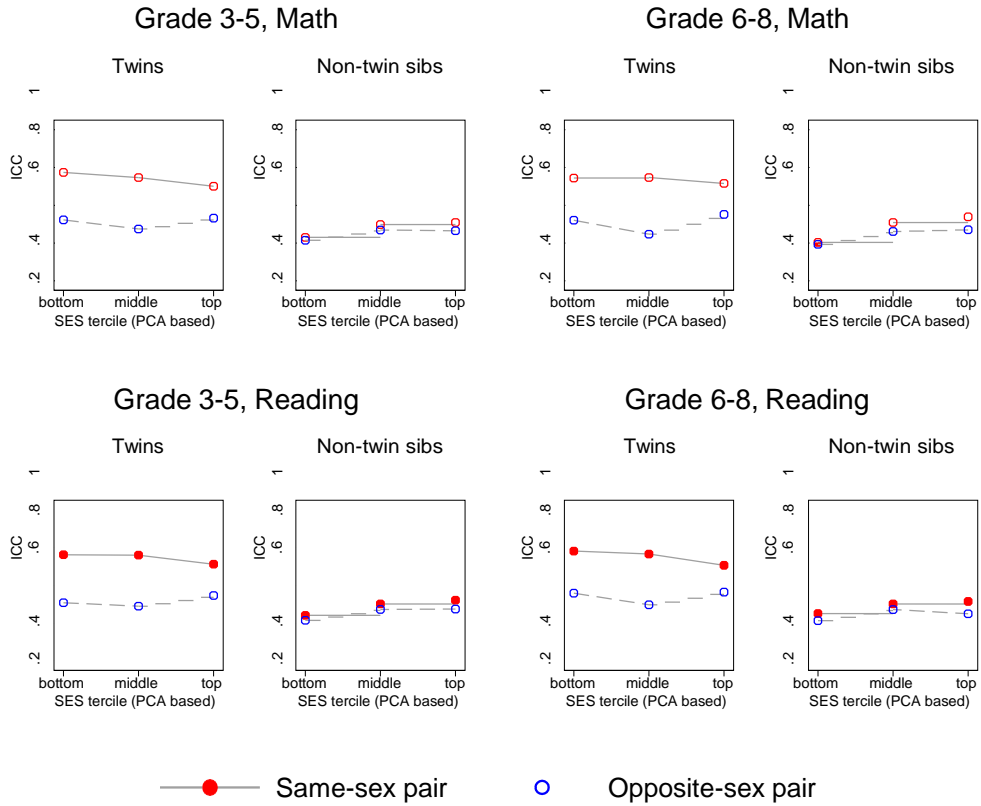 Grade 3-5, Math
Twins
ICC
.2 .4 .6 .8 1
bottom middle top
SES tercile (PCA based)
Non-twin sibs
ICC
.2 .4 .6 .8 1
bottom middle top
SES tercile (PCA based)
Grade 6-8, Math
Twins
ICC
.2 .4 .6 .8 1
bottom middle top
SES tercile (PCA based)
Non-twin sibs
ICC
.2 .4 .6 .8 1
bottom middle top
SES tercile (PCA based)
Grade 3-5, Reading
Twins
ICC
.2 .4 .6 .8 1
bottom middle top
SES tercile (PCA based)
Non-twin sibs
ICC
.2 .4 .6 .8 1
bottom middle top
SES tercile (PCA based)
Grade 6-8, Reading
Twins
ICC
.2 .4 .6 .8 1
bottom middle top
SES tercile (PCA based)
Non-twin sibs
ICC
.2 .4 .6 .8 1
bottom middle top
SES tercile (PCA based)
Same-sex pair
Opposite-sex pair